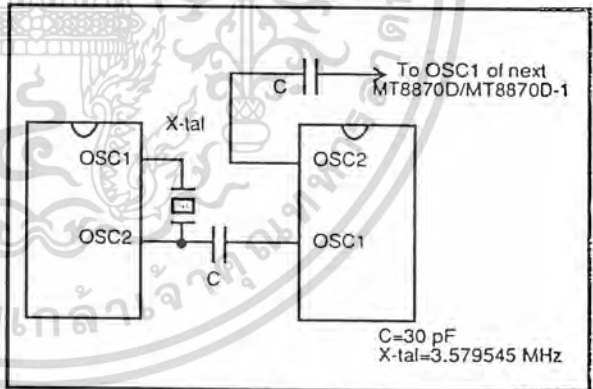 C
To OSC1 of next
MT8870D/MT8870D-1
X-tal
OSC1
OSC2
OSC2
OSC1
C
C=30 pF
X-tal=3.579545 MHz